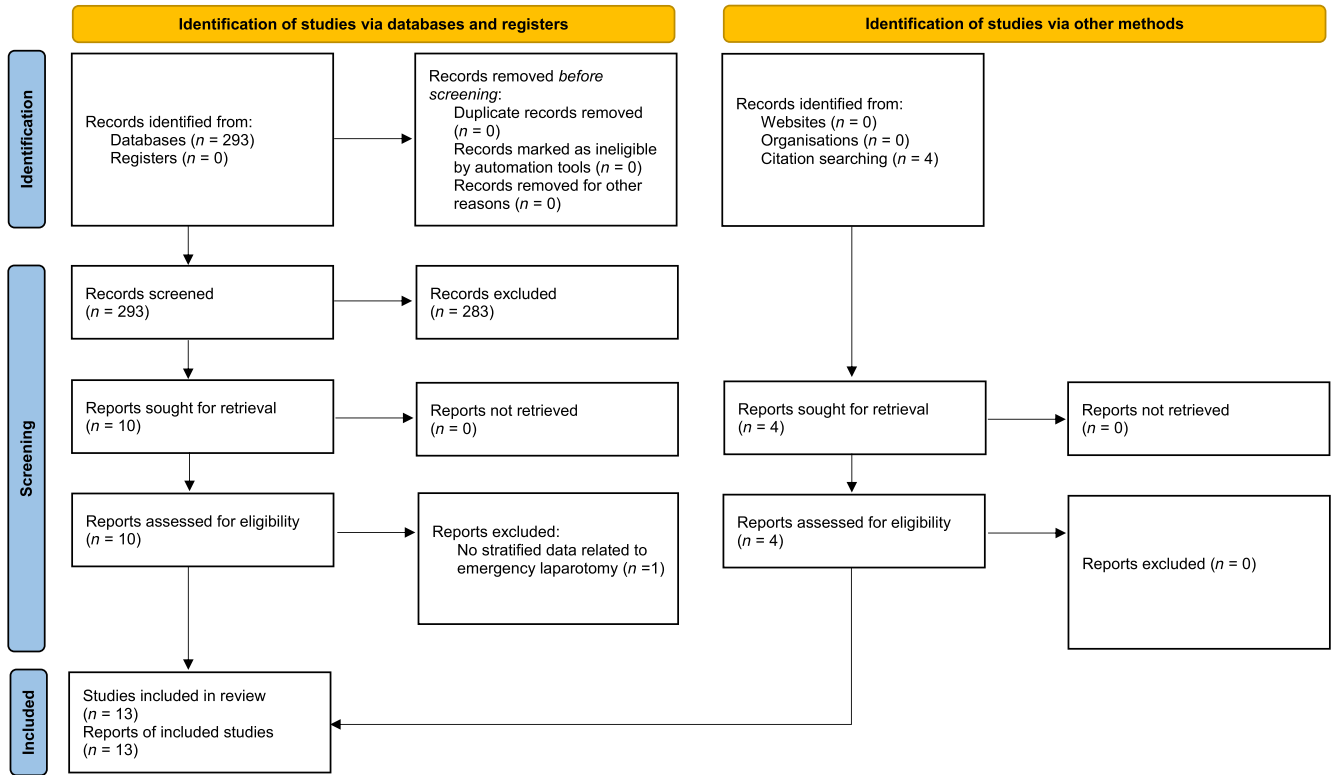 Identification of studies via databases and registers
Identification of studies via other methods
Identification
Records identified from:
Databases (n = 293)
Registers (n = 0)
Records removed before
screening:
Duplicate records removed
(n = 0)
Records marked as ineligible
by automation tools (n = 0)
Records removed for other
reasons (n = 0)
Records identified from:
Websites (n = 0)
Organisations (n = 0)
Citation searching (n = 4)
Screening
Records screened
(n = 293)
Records excluded
(n = 283)
Reports sought for retrieval
(n = 10)
Reports not retrieved
(n = 0)
Reports sought for retrieval
(n = 4)
Reports not retrieved
(n = 0)
Reports assessed for eligibility
(n = 10)
Reports excluded:
No stratified data related to
emergency laparotomy (n =1)
Reports assessed for eligibility
(n = 4)
Reports excluded (n = 0)
Included
Studies included in review
(n = 13)
Reports of included studies
(n = 13)